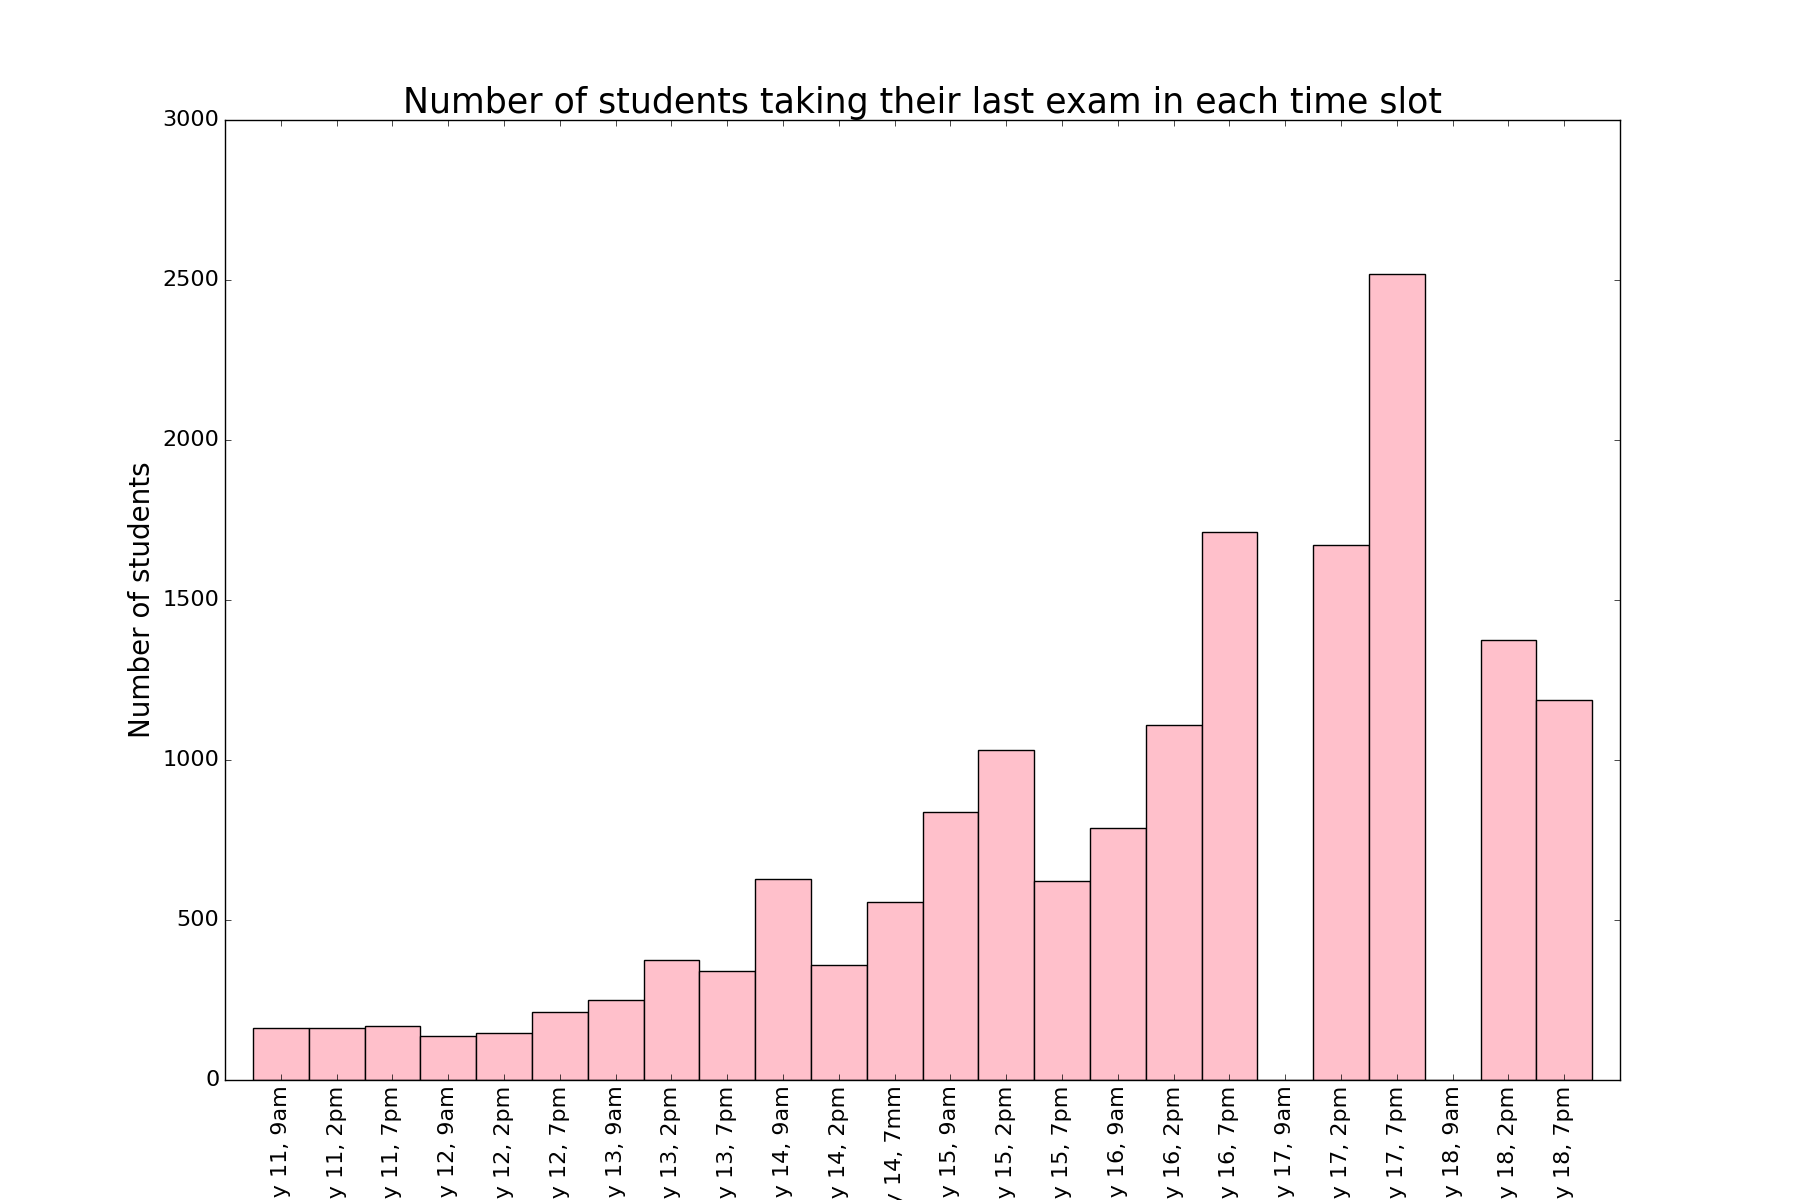 Number of students taking their last exam in each time slot
3000
2500
2000
1500
1000
500
0
Number of students
y 11, 9am
y 11, 2pm
y 11, 7pm
y 12, 9am
y 12, 2pm
y 12, 7pm
y 13, 9am
y 13, 2pm
y 13, 7pm
y 14, 9am
y 14, 2pm
y 14, 7mm
y 15, 9am
y 15, 2pm
y 15, 7pm
y 16, 9am
y 16, 2pm
y 16, 7pm
y 17, 9am
y 17, 2pm
y 17, 7pm
y 18, 9am
y 18, 2pm
y 18, 7pm